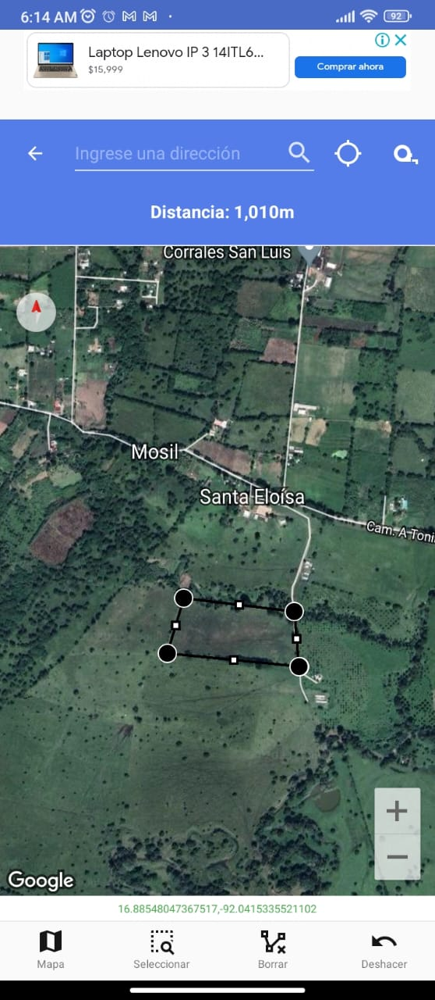 6:14 AM
92
Laptop Lenovo IP 3 14ITL6...
$15,999
Comprar ahora
Ingrese una dirección
Distancia: 1,010m
Corrales San Luis
Mosil
Santa Eloísa
Cam. A Toni
Google
16.88548047367517,-92.0415335521102
Mapa
Seleccionar
Borrar
Deshacer